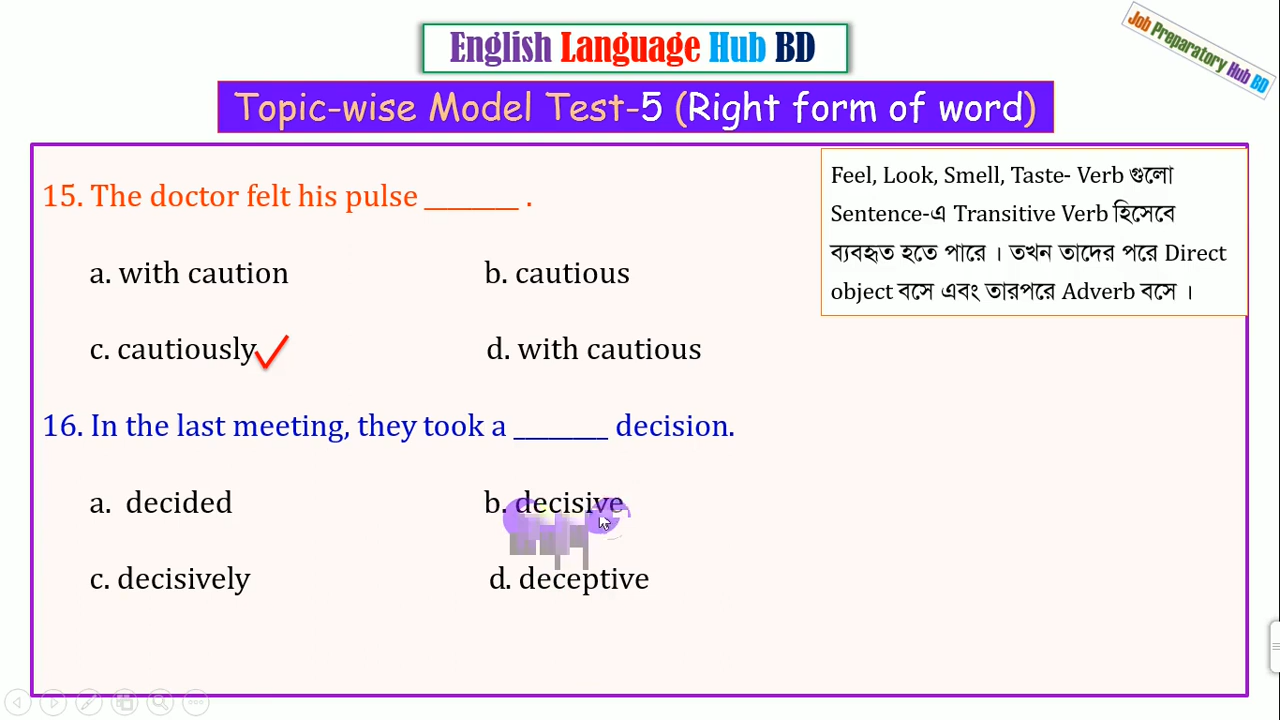 English Language Hub BD
Job Preparatory Hub BD
Topic-wise Model Test-5 (Right form of word)
15. The doctor felt his pulse ________ .
a. with caution b. cautious
c. cautiously d. with cautious
Feel, Look, Smell, Taste- Verb গুলো
Sentence-এ Transitive Verb হিসেবে
ব্যবহৃত হতে পারে । তখন তাদের পরে Direct
object বসে এবং তারপরে Adverb বসে ।
16. In the last meeting, they took a ________ decision.
a. decided b. decisive
c. decisively d. deceptive